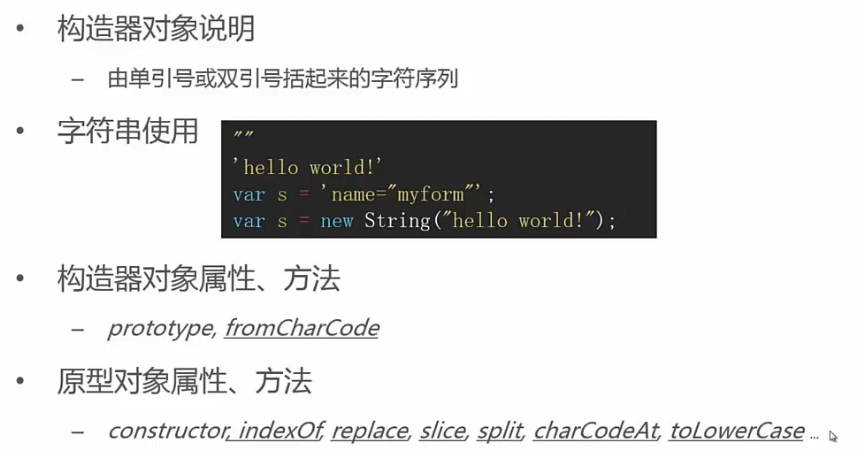 • 构造器对象说明
– 由单引号或双引号括起来的字符序列
• 字符串使用
""
'hello world!'
var s = 'name="myform"';
var s = new String("hello world!");
• 构造器对象属性、方法
– prototype, fromCharCode
• 原型对象属性、方法
– constructor, indexOf, replace, slice, split, charCodeAt, toLowerCase ...